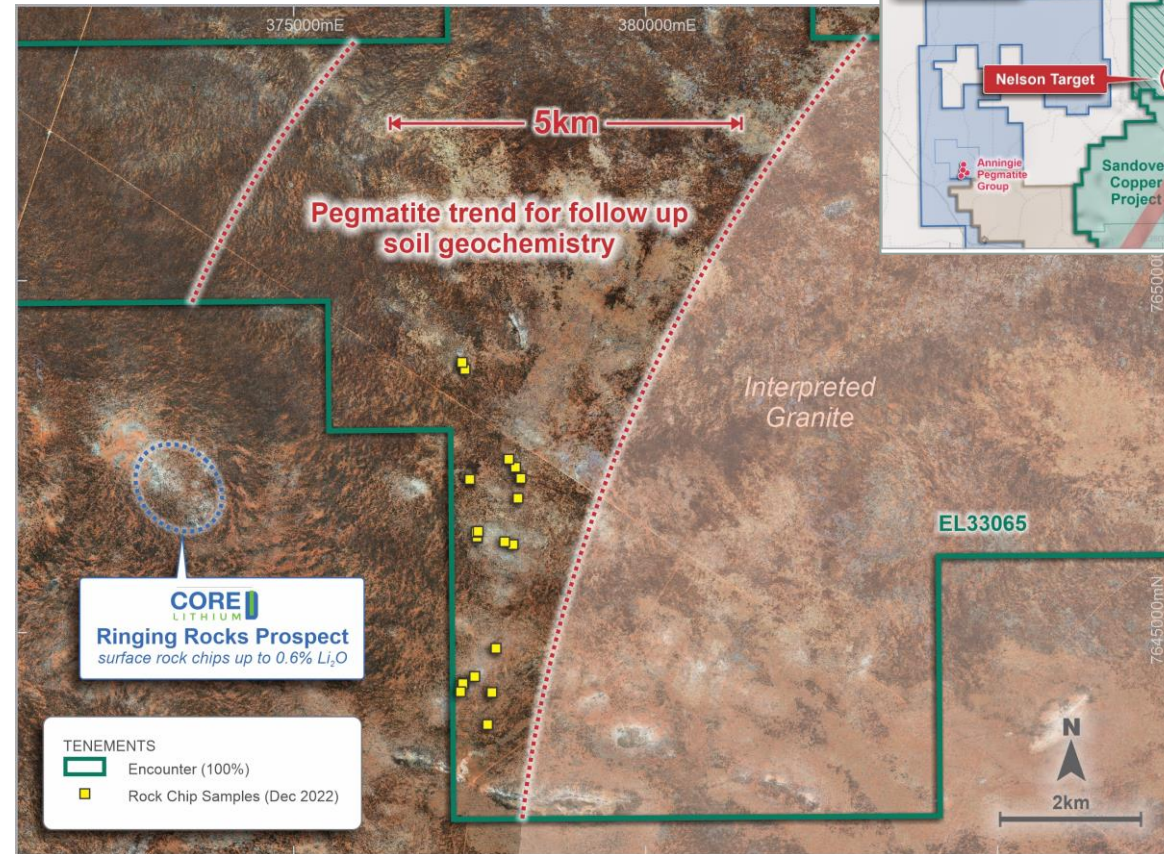 375000mE
380000mE
Nelson Target
Anningie
Pegmatite
Group
Copper
Project
5km
Pegmatite trend for follow up
soil geochemistry
Interpreted
Granite
EL33065
7645000mN
CORE
LITHIUM
Ringing Rocks Prospect
surface rock chips up to 0.6% Li₂O
TENEMENTS
Encounter (100%)
Rock Chip Samples (Dec 2022)
N
2km